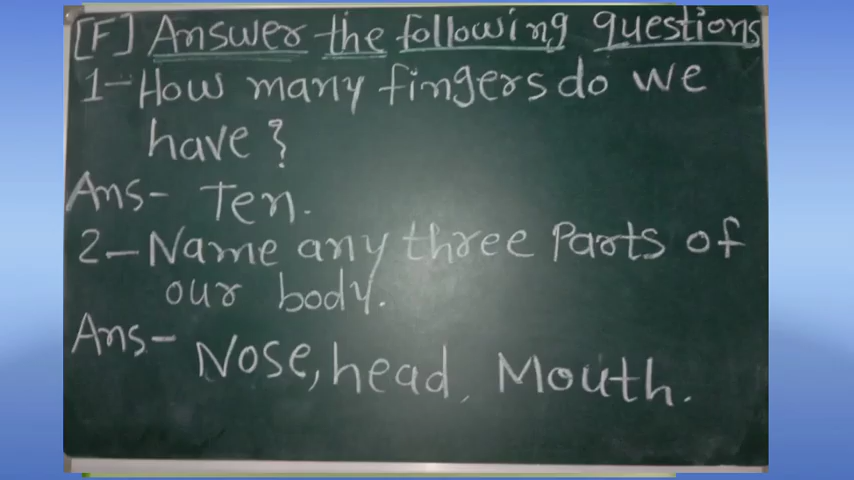 [F] Answer the following questions
1- How many fingers do we
have?
Ans- Ten.
2- Name any three Parts of
our body.
Ans- Nose, head, Mouth.